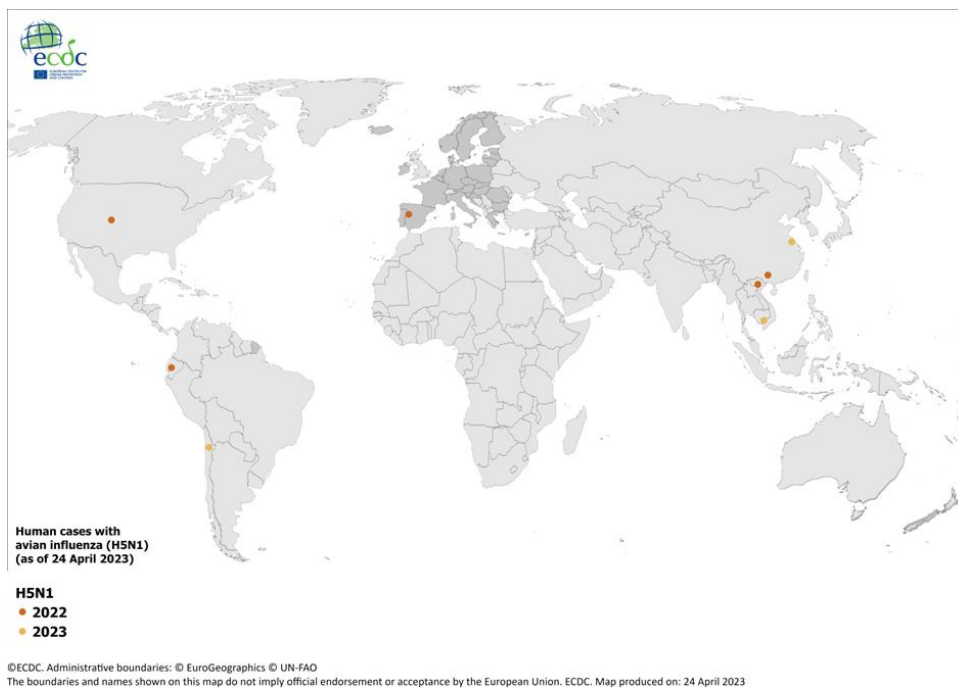 ecdc
EUROPEAN CENTRE FOR
DISEASE PREVENTION
AND CONTROL
Human cases with
avian influenza (H5N1)
(as of 24 April 2023)
H5N1
2022
2023
©ECDC. Administrative boundaries: © EuroGeographics © UN-FAO
The boundaries and names shown on this map do not imply official endorsement or acceptance by the European Union. ECDC. Map produced on: 24 April 2023